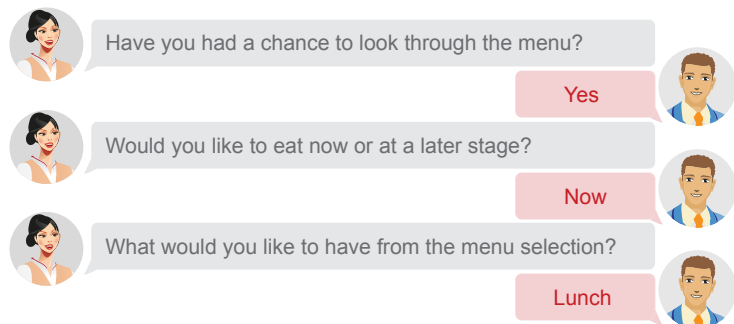 Have you had a chance to look through the menu?
Yes
Would you like to eat now or at a later stage?
Now
What would you like to have from the menu selection?
Lunch